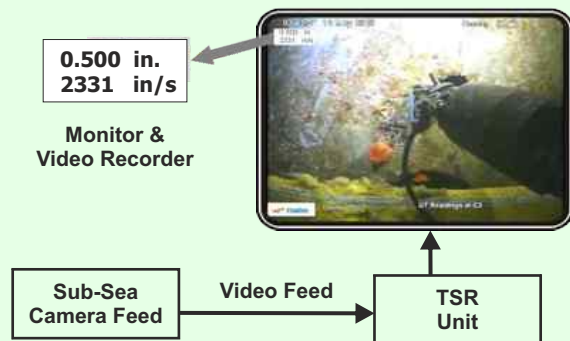 0.500 in.
2331 in/s
Monitor &
Video Recorder
UT Readings at C3
Sub-Sea
Camera Feed
Video Feed
TSR
Unit